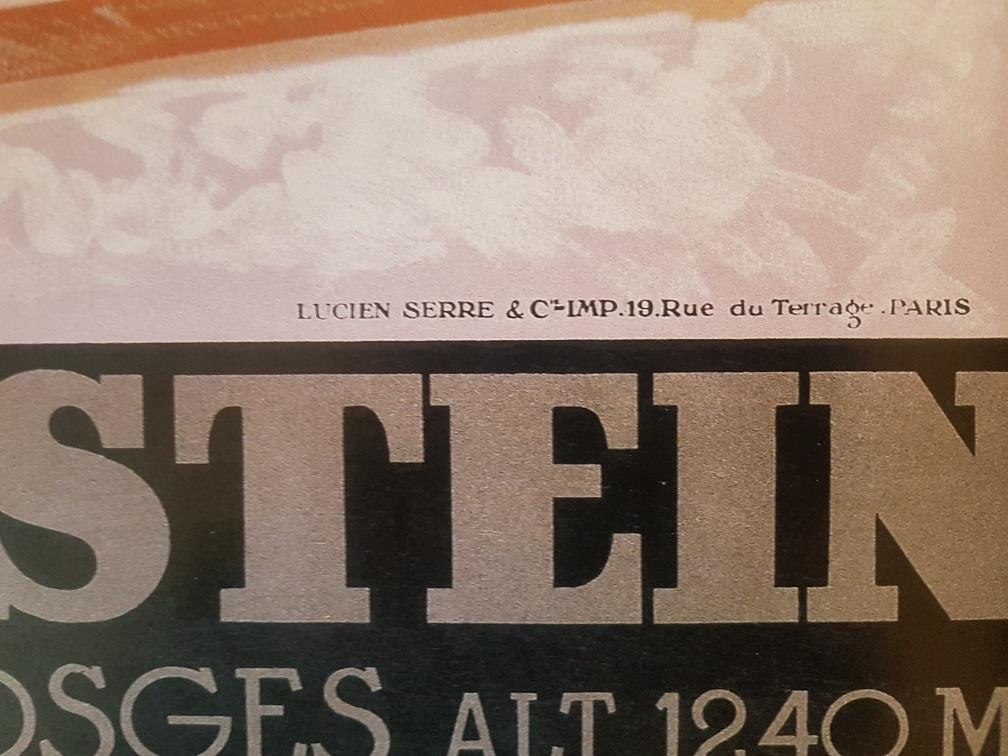 LUCIEN SERRE & Cie-IMP.19.Rue du Terrage.PARIS
STEIN
OSGES ALT 1240 M